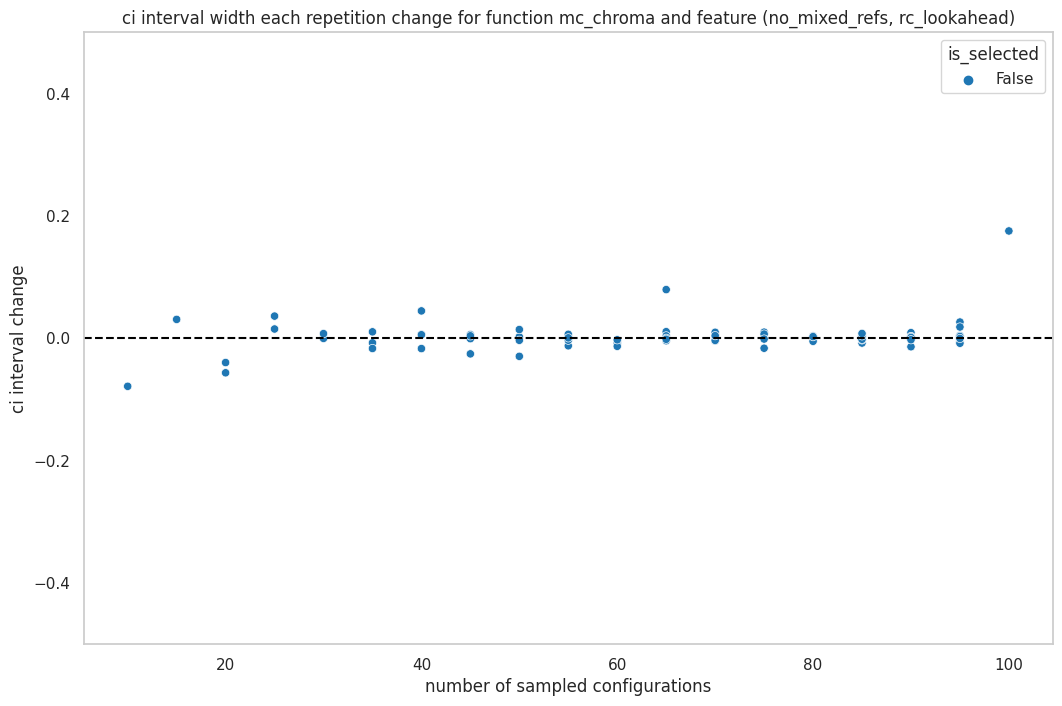 ci interval width each repetition change for function mc_chroma and feature (no_mixed_refs, rc_lookahead)
is_selected
False
ci interval change
0.4
0.2
0.0
−0.2
−0.4
20
40
60
80
100
number of sampled configurations